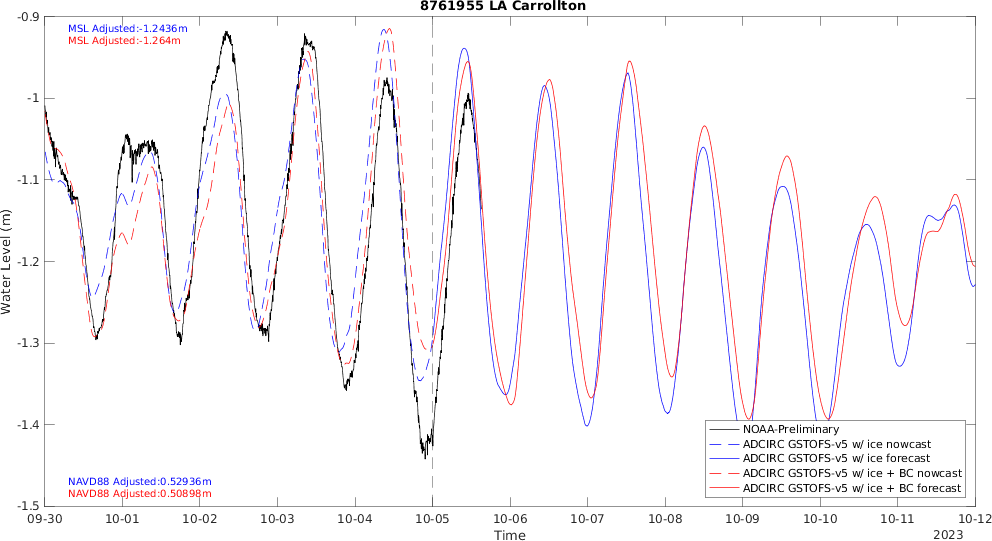 8761955 LA Carrollton
MSL Adjusted:-1.2436m
MSL Adjusted:-1.264m
-0.9
-1
-1.1
-1.2
-1.3
-1.4
-1.5
Water Level (m)
NAVD88 Adjusted:0.52936m
NAVD88 Adjusted:0.50898m
NOAA-Preliminary
ADCIRC GSTOFS-v5 w/ ice nowcast
ADCIRC GSTOFS-v5 w/ ice forecast
ADCIRC GSTOFS-v5 w/ ice + BC nowcast
ADCIRC GSTOFS-v5 w/ ice + BC forecast
09-30 10-01 10-02 10-03 10-04 10-05 10-06 10-07 10-08 10-09 10-10 10-11 10-12
Time
2023